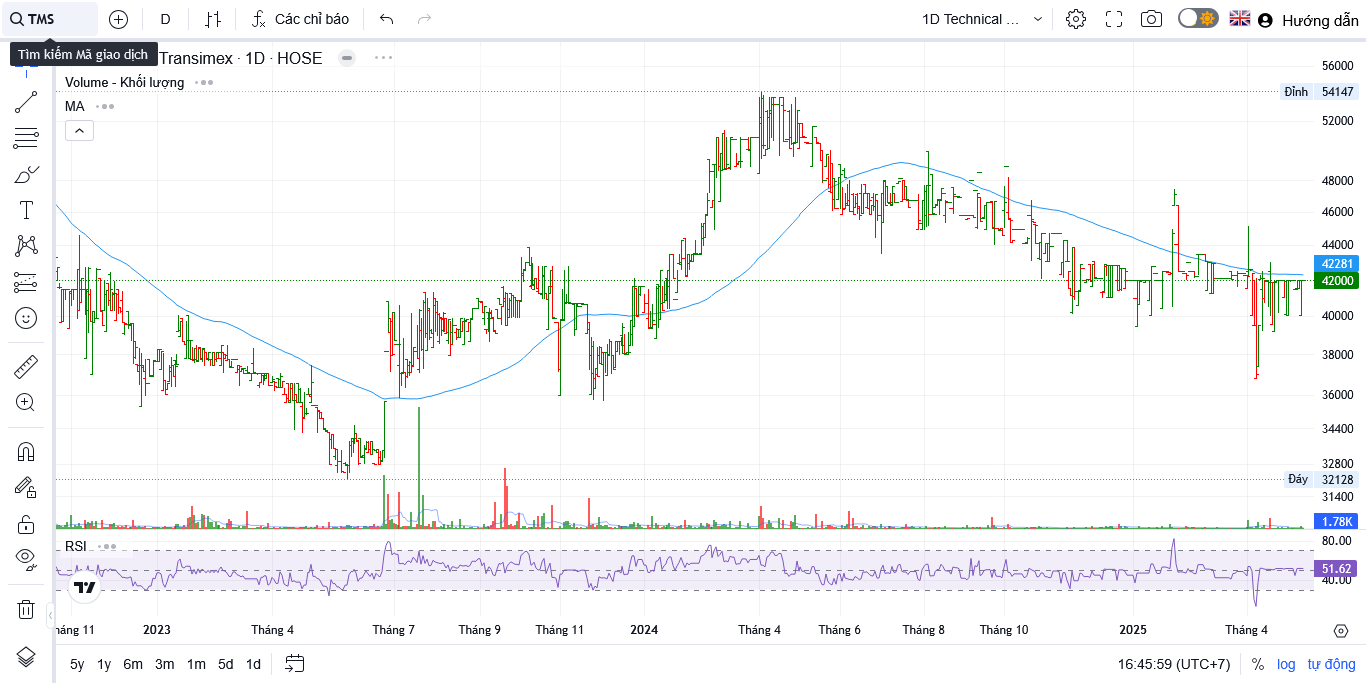 TMS
D
Các chỉ báo
1D Technical ...
Hướng dẫn
Tìm kiếm Mã giao dịch
Transimex · 1D · HOSE
Volume - Khối lượng
MA
56000
Đỉnh 54147
52000
48000
46000
44000
42281
42000
40000
38000
36000
34400
32800
Đáy 32128
31400
1.78K
RSI
80.00
51.62
40.00
háng 11 2023 Tháng 4 Tháng 7 Tháng 9 Tháng 11 2024 Tháng 4 Tháng 6 Tháng 8 Tháng 10 2025 Tháng 4
5y 1y 6m 3m 1m 5d 1d
16:45:59 (UTC+7) % log tự động